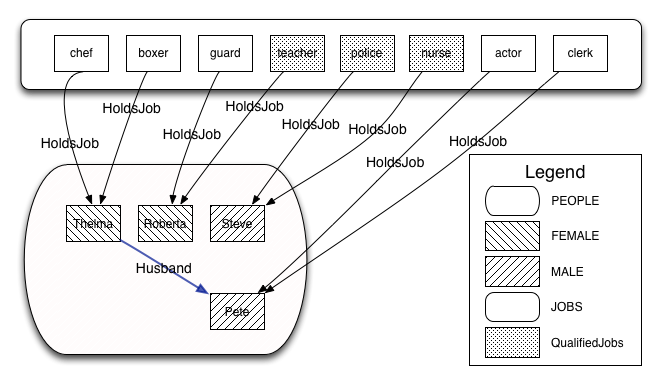 chef boxer guard teacher police nurse actor clerk
HoldsJob HoldsJob
HoldsJob HoldsJob HoldsJob HoldsJob
HoldsJob HoldsJob
Thelma Roberta Steve
Husband
Pete
Legend
PEOPLE
FEMALE
MALE
JOBS
QualifiedJobs